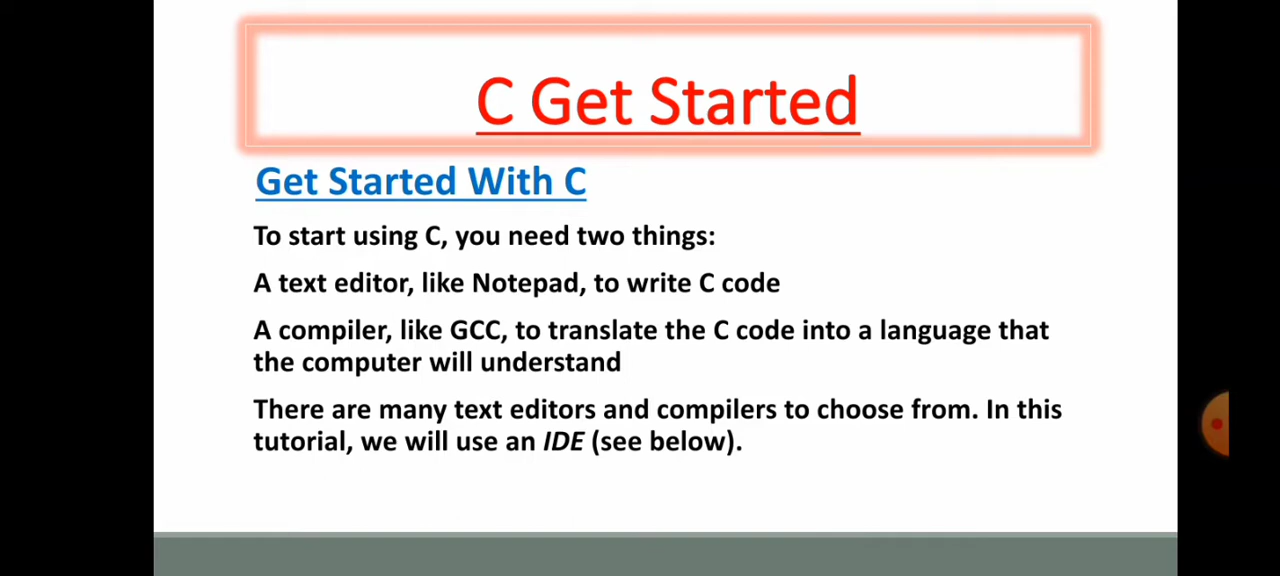 C Get Started
Get Started With C
To start using C, you need two things:
A text editor, like Notepad, to write C code
A compiler, like GCC, to translate the C code into a language that
the computer will understand
There are many text editors and compilers to choose from. In this
tutorial, we will use an IDE (see below).